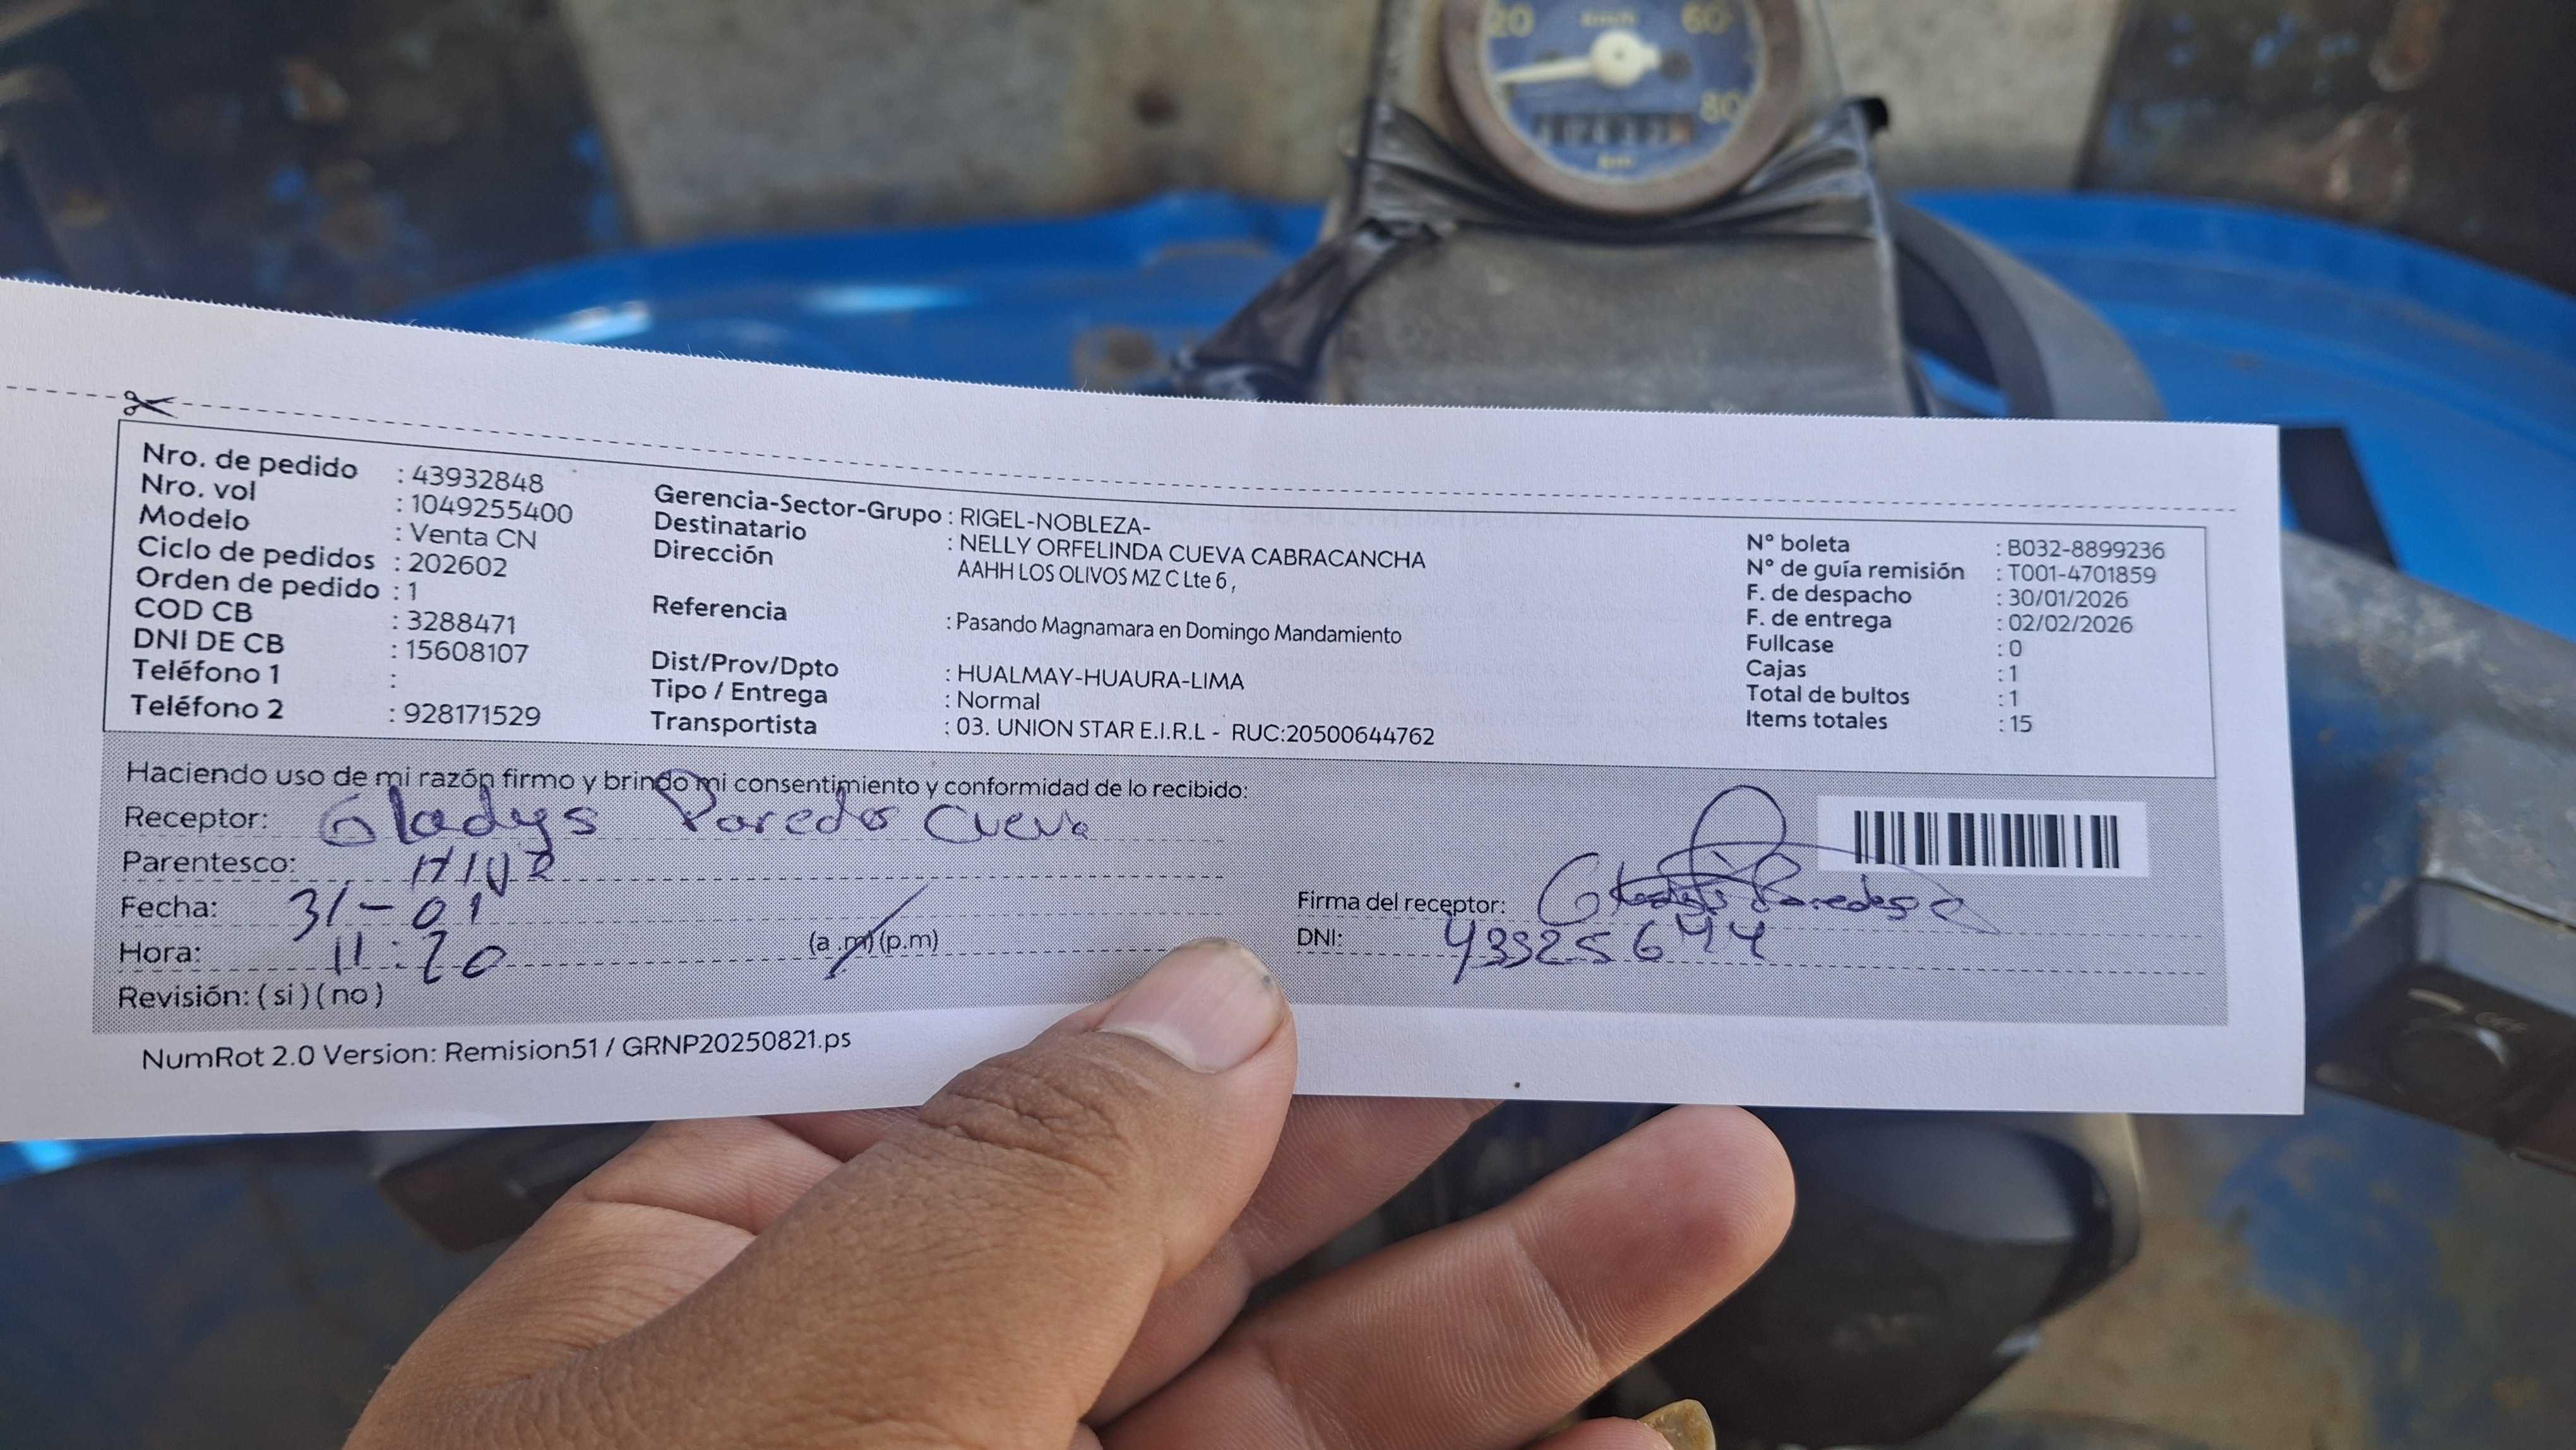 20 km/h 60
80
km
Nro. de pedido : 43932848
Nro. vol : 1049255400
Modelo : Venta CN
Ciclo de pedidos : 202602
Orden de pedido : 1
COD CB : 3288471
DNI DE CB : 15608107
Teléfono 1 :
Teléfono 2 : 928171529
Gerencia-Sector-Grupo : RIGEL-NOBLEZA-
Destinatario : NELLY ORFELINDA CUEVA CABRACANCHA
Dirección AAHH LOS OLIVOS MZ C Lte 6 ,
Referencia : Pasando Magnamara en Domingo Mandamiento
Dist/Prov/Dpto : HUALMAY-HUAURA-LIMA
Tipo / Entrega : Normal
Transportista : 03. UNION STAR E.I.R.L - RUC:20500644762
N° boleta : B032-8899236
N° de guía remisión : T001-4701859
F. de despacho : 30/01/2026
F. de entrega : 02/02/2026
Fullcase : 0
Cajas : 1
Total de bultos : 1
Items totales : 15
Haciendo uso de mi razón firmo y brindo mi consentimiento y conformidad de lo recibido:
Receptor: Gladys Paredes Cueva
Parentesco:
Fecha: 31-01
Hora: 11:20 (a.m) (p.m)
Revisión: ( si ) ( no )
Firma del receptor:
DNI:
NumRot 2.0 Version: Remision51 / GRNP20250821.ps